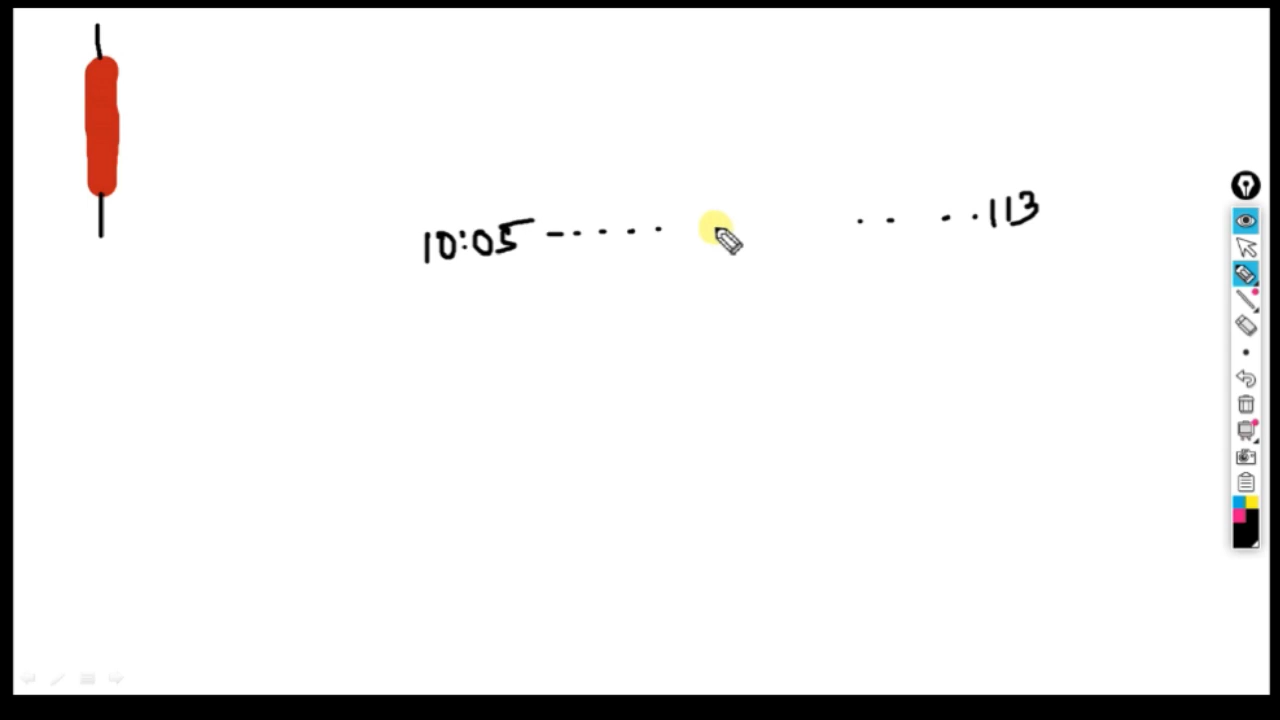 10:05 - . . . . . . . . . 113